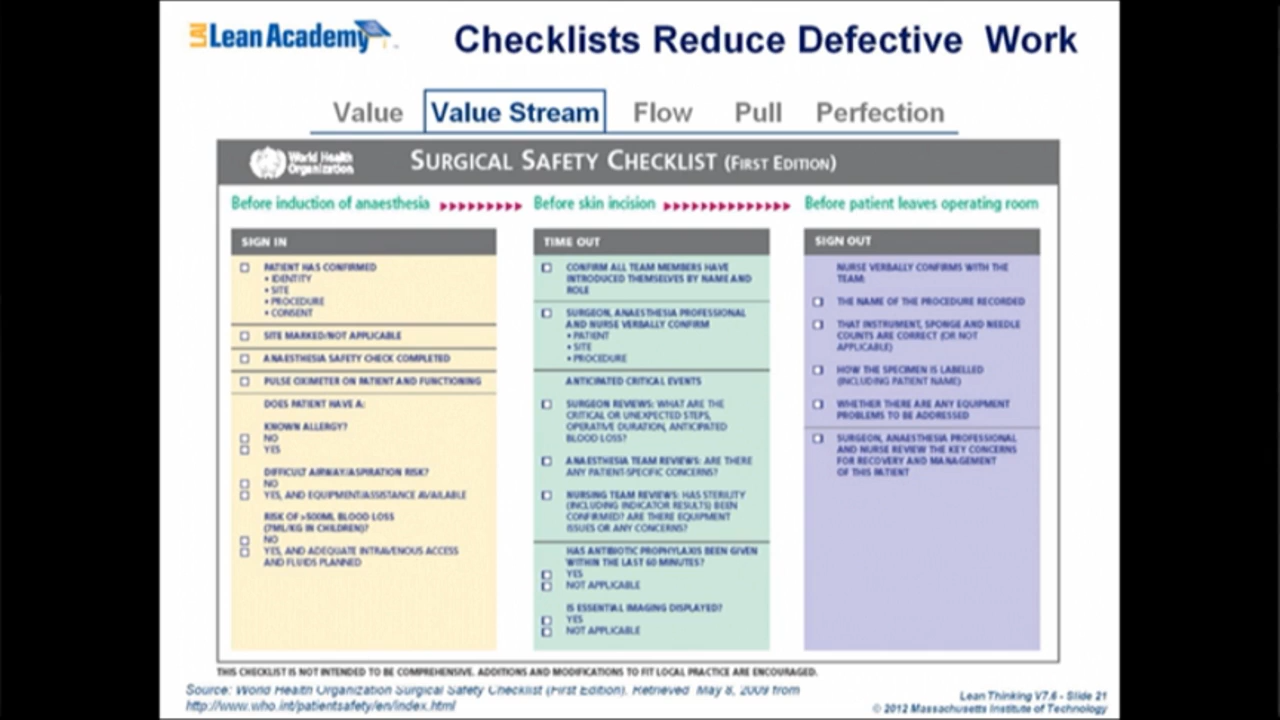 LAI Lean Academy™
Checklists Reduce Defective Work
Value Value Stream Flow Pull Perfection
World Health
Organization
SURGICAL SAFETY CHECKLIST (FIRST EDITION)
Before induction of anaesthesia
Before skin incision
Before patient leaves operating room
SIGN IN
PATIENT HAS CONFIRMED
• IDENTITY
• SITE
• PROCEDURE
• CONSENT
SITE MARKED/NOT APPLICABLE
ANAESTHESIA SAFETY CHECK COMPLETED
PULSE OXIMETER ON PATIENT AND FUNCTIONING
DOES PATIENT HAVE A:
KNOWN ALLERGY?
NO
YES
DIFFICULT AIRWAY/ASPIRATION RISK?
NO
YES, AND EQUIPMENT/ASSISTANCE AVAILABLE
RISK OF >500ML BLOOD LOSS
(7ML/KG IN CHILDREN)?
NO
YES, AND ADEQUATE INTRAVENOUS ACCESS
AND FLUIDS PLANNED
TIME OUT
CONFIRM ALL TEAM MEMBERS HAVE
INTRODUCED THEMSELVES BY NAME AND
ROLE
SURGEON, ANAESTHESIA PROFESSIONAL
AND NURSE VERBALLY CONFIRM
• PATIENT
• SITE
• PROCEDURE
ANTICIPATED CRITICAL EVENTS
SURGEON REVIEWS: WHAT ARE THE
CRITICAL OR UNEXPECTED STEPS,
OPERATIVE DURATION, ANTICIPATED
BLOOD LOSS?
ANAESTHESIA TEAM REVIEWS: ARE THERE
ANY PATIENT-SPECIFIC CONCERNS?
NURSING TEAM REVIEWS: HAS STERILITY
(INCLUDING INDICATOR RESULTS) BEEN
CONFIRMED? ARE THERE EQUIPMENT
ISSUES OR ANY CONCERNS?
HAS ANTIBIOTIC PROPHYLAXIS BEEN GIVEN
WITHIN THE LAST 60 MINUTES?
YES
NOT APPLICABLE
IS ESSENTIAL IMAGING DISPLAYED?
YES
NOT APPLICABLE
SIGN OUT
NURSE VERBALLY CONFIRMS WITH THE
TEAM:
THE NAME OF THE PROCEDURE RECORDED
THAT INSTRUMENT, SPONGE AND NEEDLE
COUNTS ARE CORRECT (OR NOT
APPLICABLE)
HOW THE SPECIMEN IS LABELLED
(INCLUDING PATIENT NAME)
WHETHER THERE ARE ANY EQUIPMENT
PROBLEMS TO BE ADDRESSED
SURGEON, ANAESTHESIA PROFESSIONAL
AND NURSE REVIEW THE KEY CONCERNS
FOR RECOVERY AND MANAGEMENT
OF THIS PATIENT
THIS CHECKLIST IS NOT INTENDED TO BE COMPREHENSIVE. ADDITIONS AND MODIFICATIONS TO FIT LOCAL PRACTICE ARE ENCOURAGED.
Source: World Health Organization Surgical Safety Checklist (First Edition). Retrieved May 8, 2009 from
http://www.who.int/patientsafety/en/index.html
Lean Thinking V7.6 - Slide 21
© 2012 Massachusetts Institute of Technology